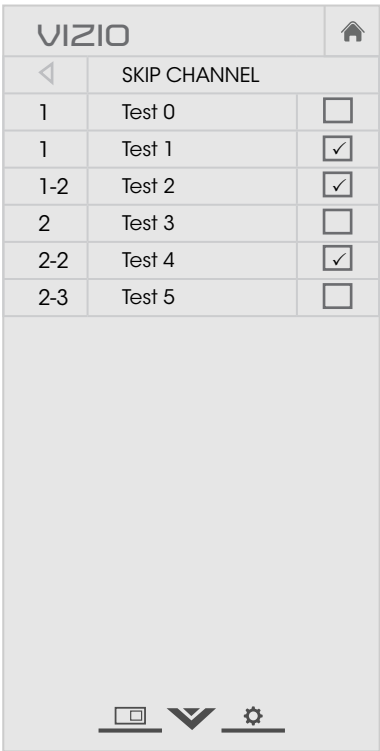 VIZIO
SKIP CHANNEL
1 Test 0
1 Test 1
1-2 Test 2
2 Test 3
2-2 Test 4
2-3 Test 5